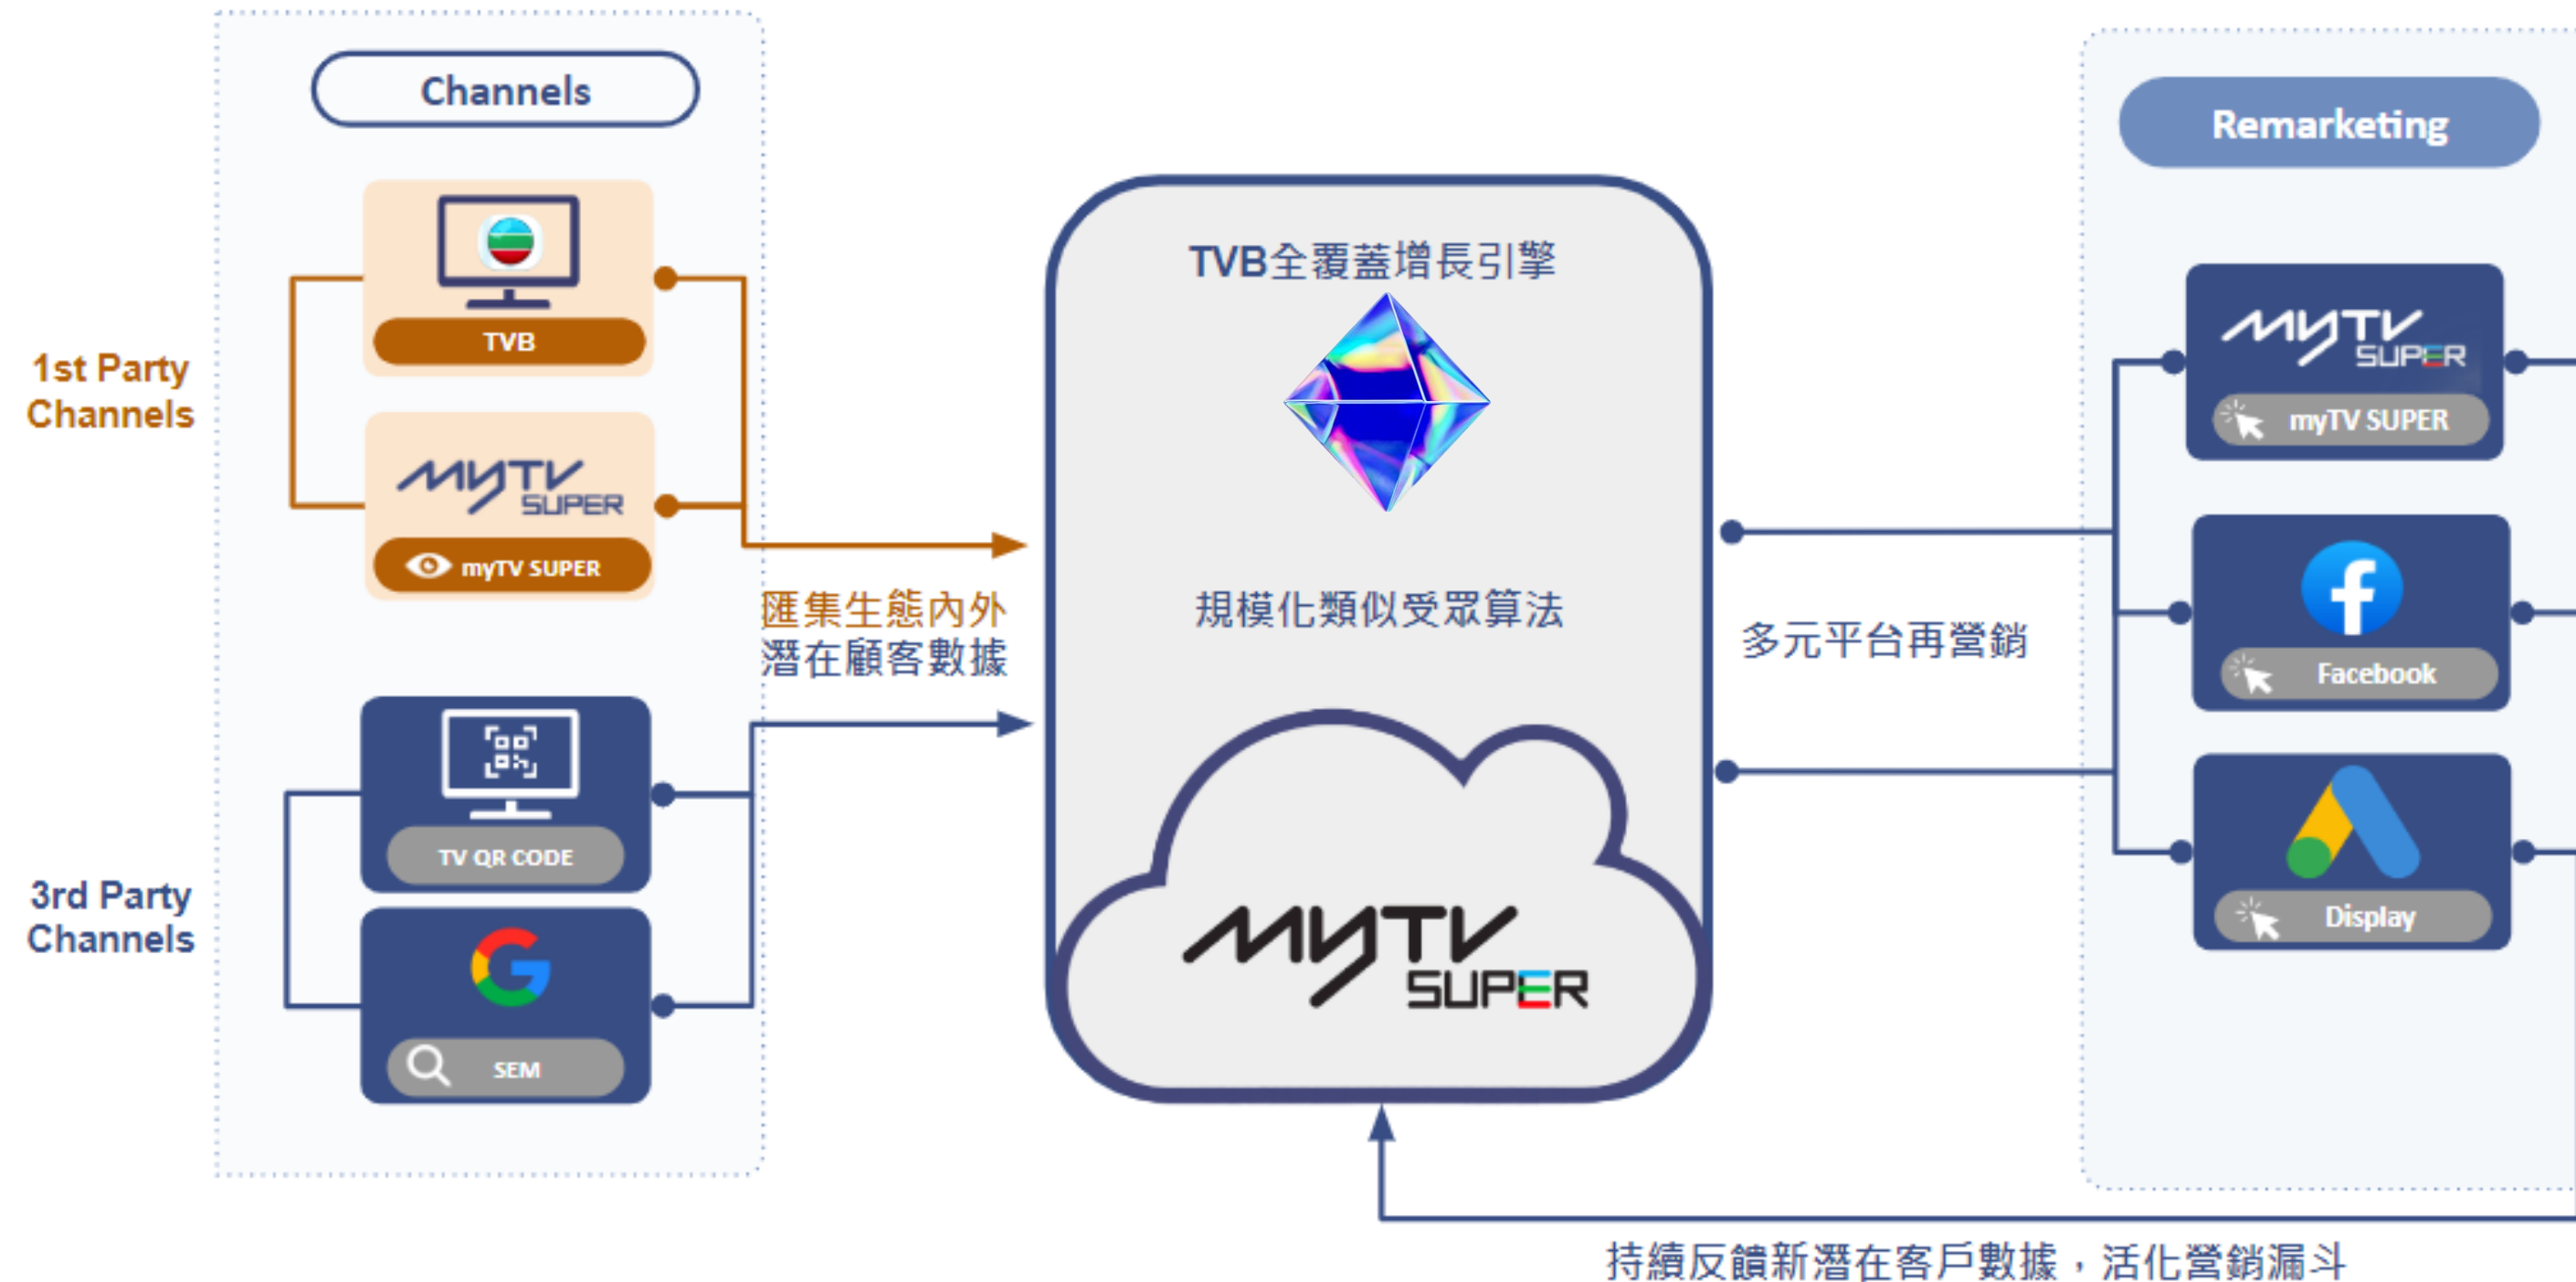 Channels
1st Party
Channels
TVB
myTV
SUPER
myTV SUPER
3rd Party
Channels
TV QR CODE
SEM
匯集生態內外
潛在顧客數據
TVB全覆蓋增長引擎
規模化類似受眾算法
myTV
SUPER
多元平台再營銷
Remarketing
myTV
SUPER
myTV SUPER
Facebook
Display
持續反饋新潛在客戶數據，活化營銷漏斗